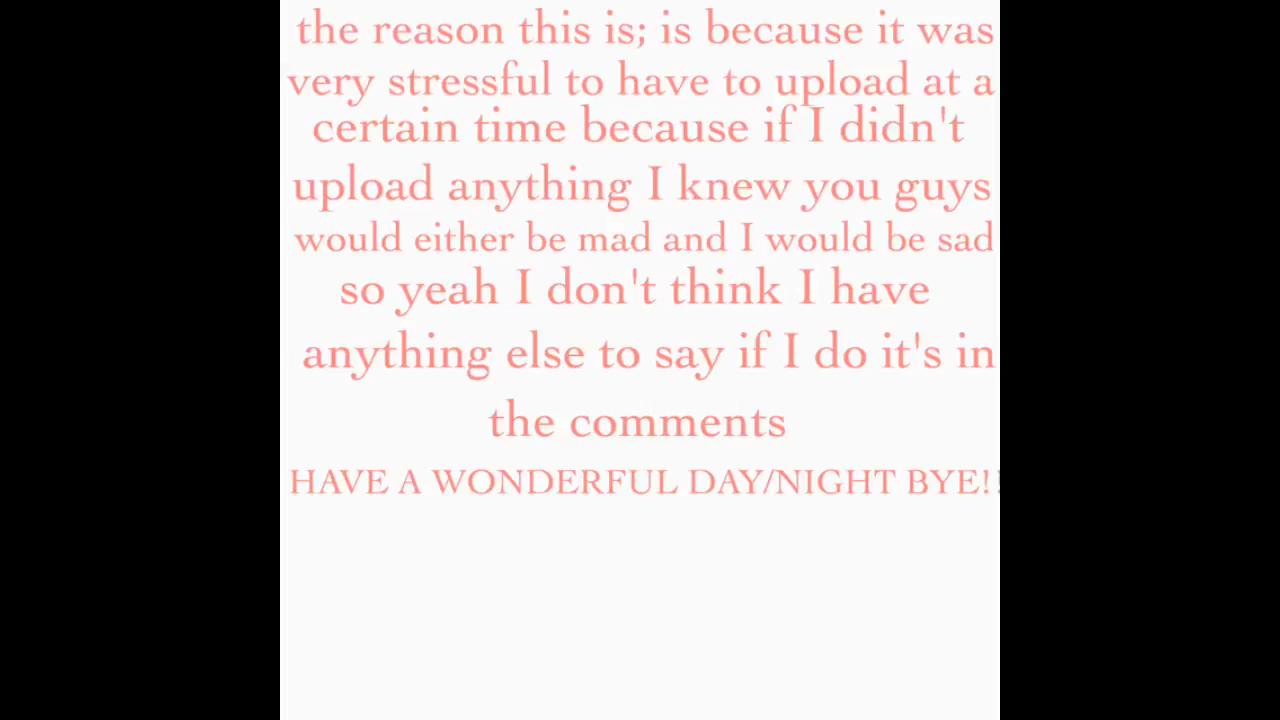 the reason this is; is because it was
very stressful to have to upload at a
certain time because if I didn't
upload anything I knew you guys
would either be mad and I would be sad
so yeah I don't think I have
anything else to say if I do it's in
the comments
HAVE A WONDERFUL DAY/NIGHT BYE!!